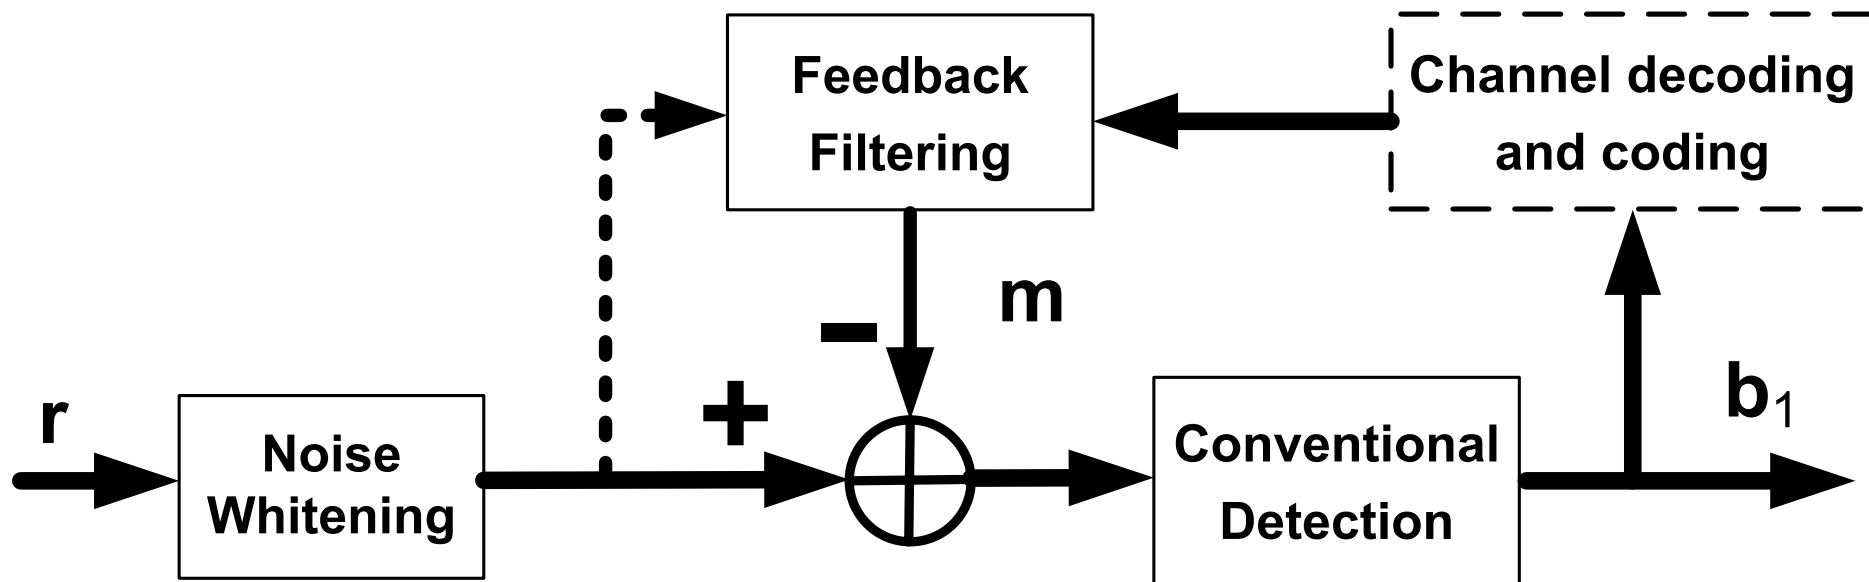 Feedback
Filtering
Channel decoding
and coding
m
−
+
r
b₁
Noise
Whitening
Conventional
Detection